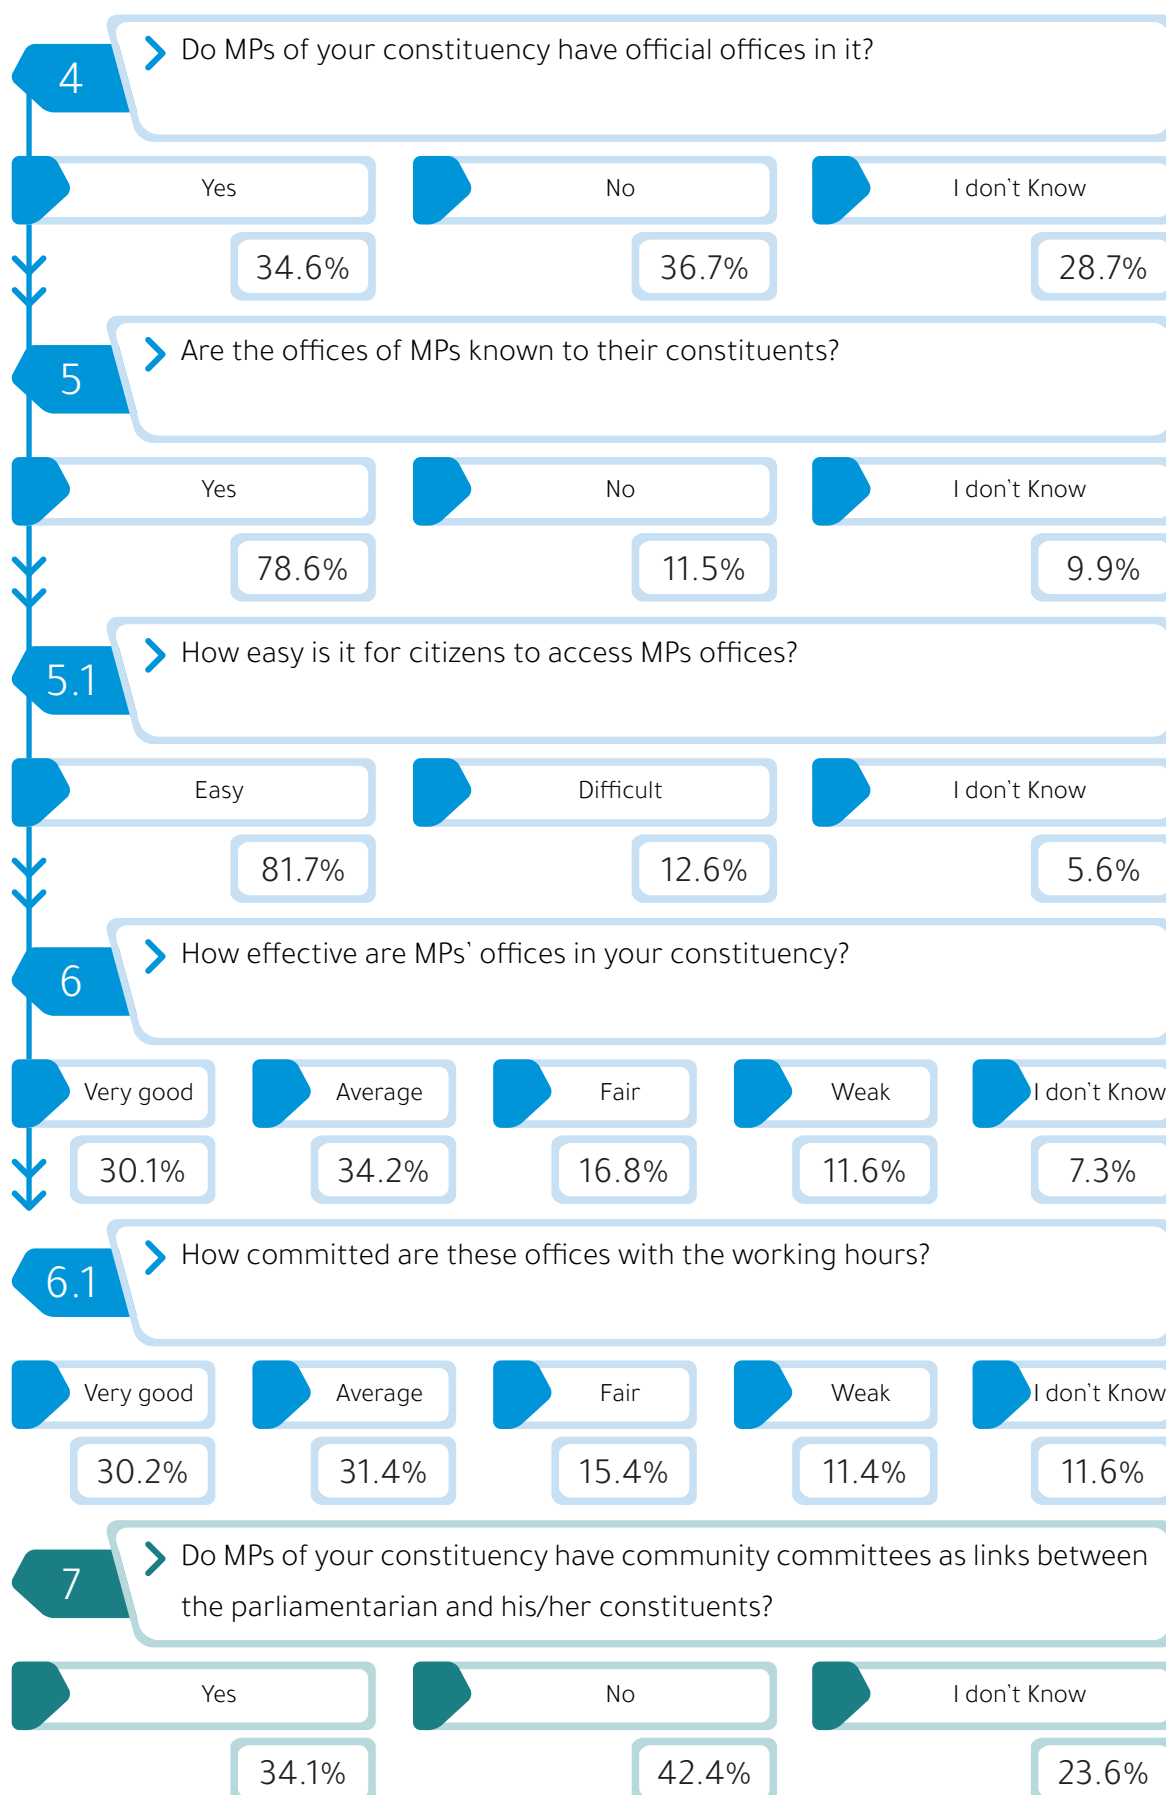 4
Do MPs of your constituency have official offices in it?
Yes
No
I don't Know
34.6%
36.7%
28.7%
5
Are the offices of MPs known to their constituents?
Yes
No
I don't Know
78.6%
11.5%
9.9%
5.1
How easy is it for citizens to access MPs offices?
Easy
Difficult
I don't Know
81.7%
12.6%
5.6%
6
How effective are MPs' offices in your constituency?
Very good
Average
Fair
Weak
I don't Know
30.1%
34.2%
16.8%
11.6%
7.3%
6.1
How committed are these offices with the working hours?
Very good
Average
Fair
Weak
I don't Know
30.2%
31.4%
15.4%
11.4%
11.6%
7
Do MPs of your constituency have community committees as links between
the parliamentarian and his/her constituents?
Yes
No
I don't Know
34.1%
42.4%
23.6%